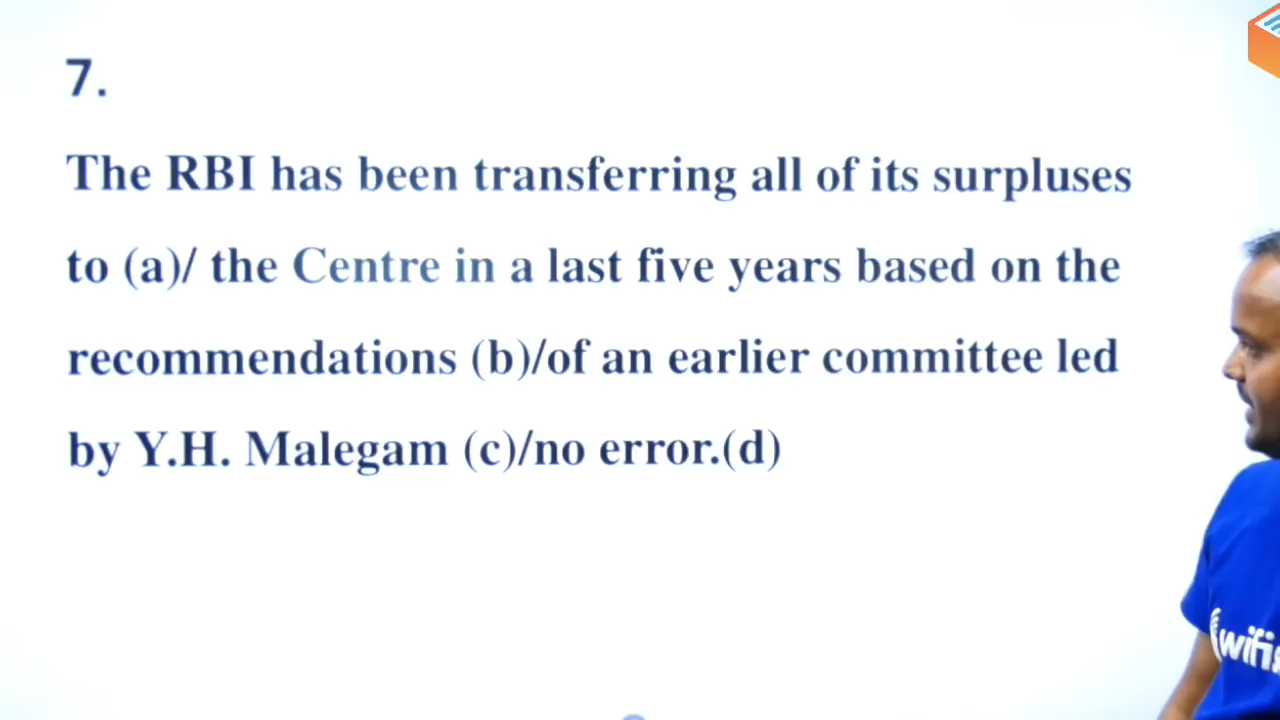 7.
The RBI has been transferring all of its surpluses
to (a)/ the Centre in a last five years based on the
recommendations (b)/of an earlier committee led
by Y.H. Malegam (c)/no error.(d)